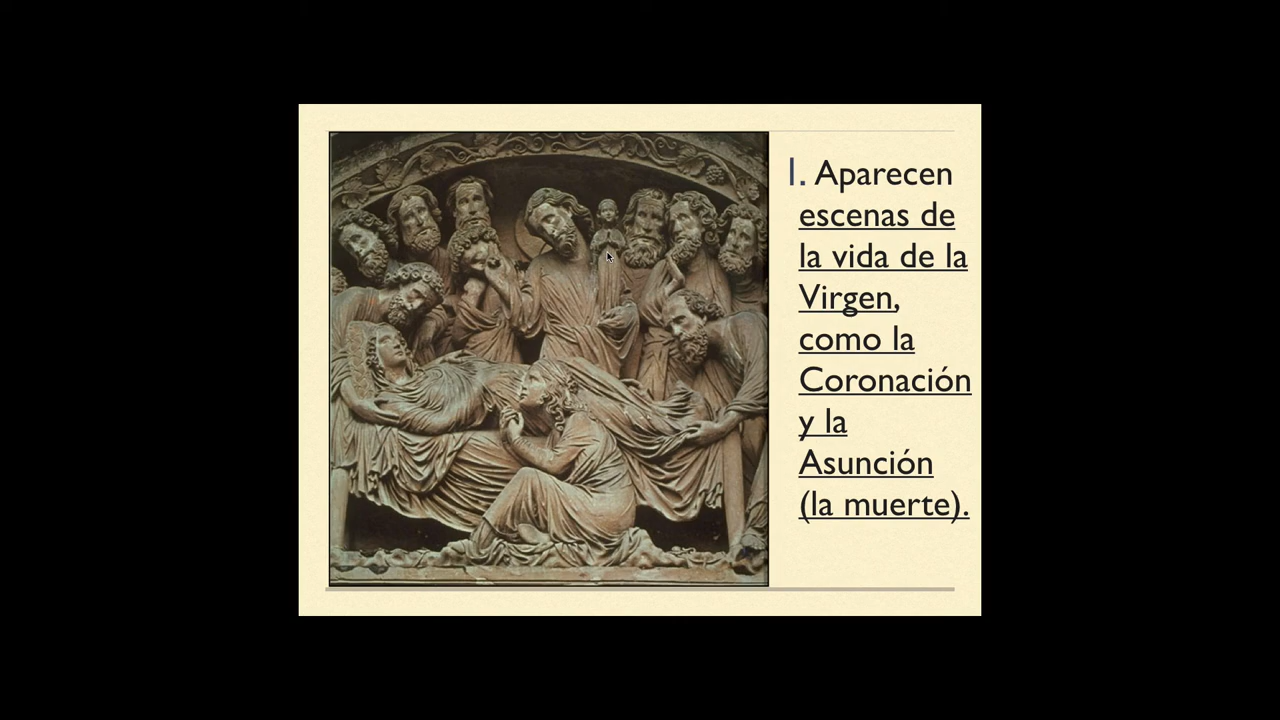 1. Aparecen
escenas de
la vida de la
Virgen,
como la
Coronación
y la
Asunción
(la muerte).